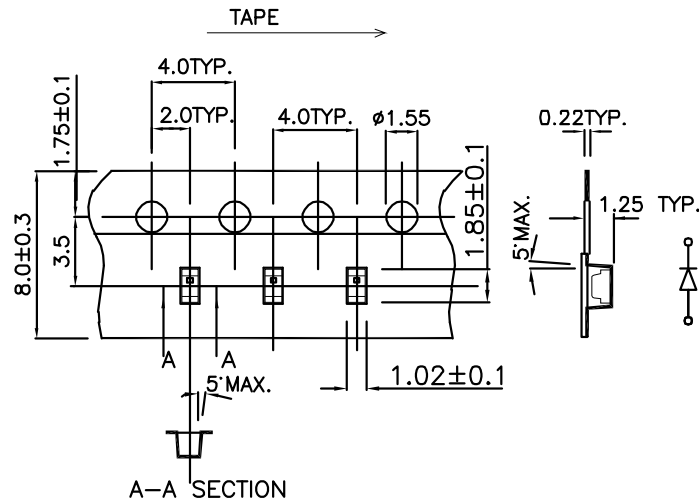 TAPE
4.0TYP.
2.0TYP.
4.0TYP.
ø1.55
0.22TYP.
1.75±0.1
1.85±0.1
8.0±0.3
3.5
1.25 TYP.
5°MAX.
A
A
5°MAX.
1.02±0.1
A-A SECTION